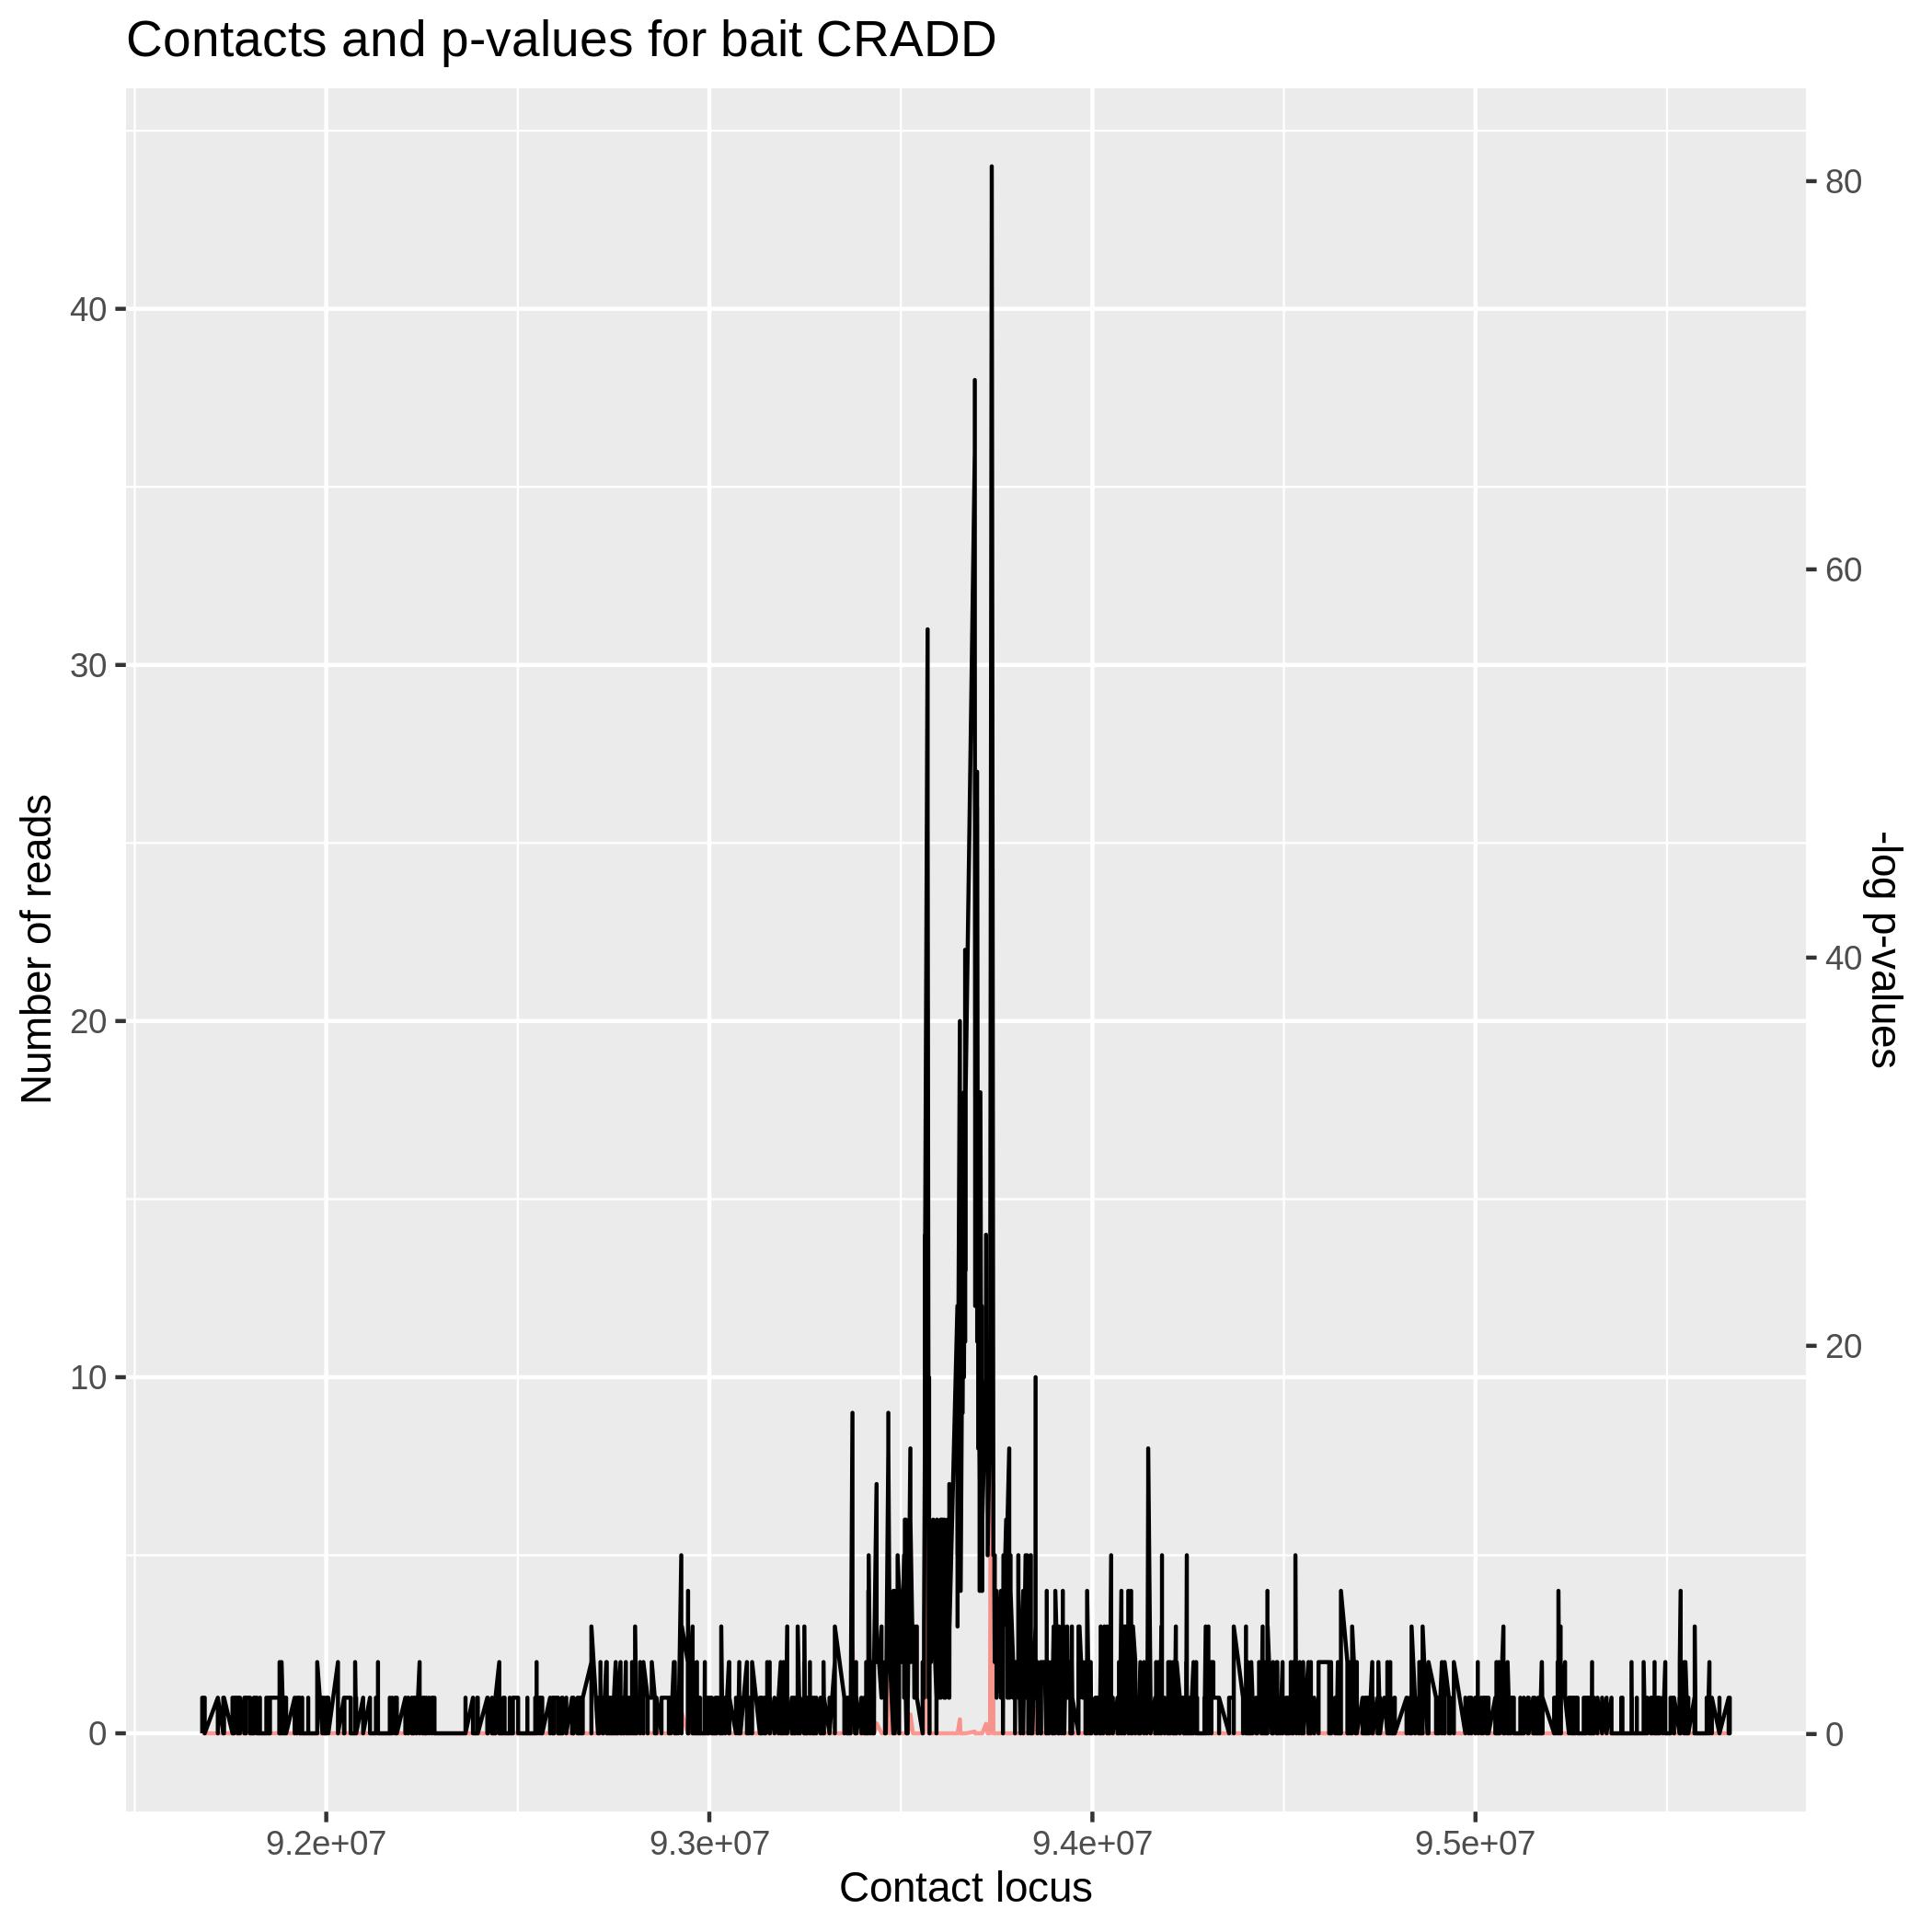 Contacts and p-values for bait CRADD
Number of reads
40
30
20
10
0
80
60
40
20
0
-log p-values
9.2e+07 9.3e+07 9.4e+07 9.5e+07
Contact locus